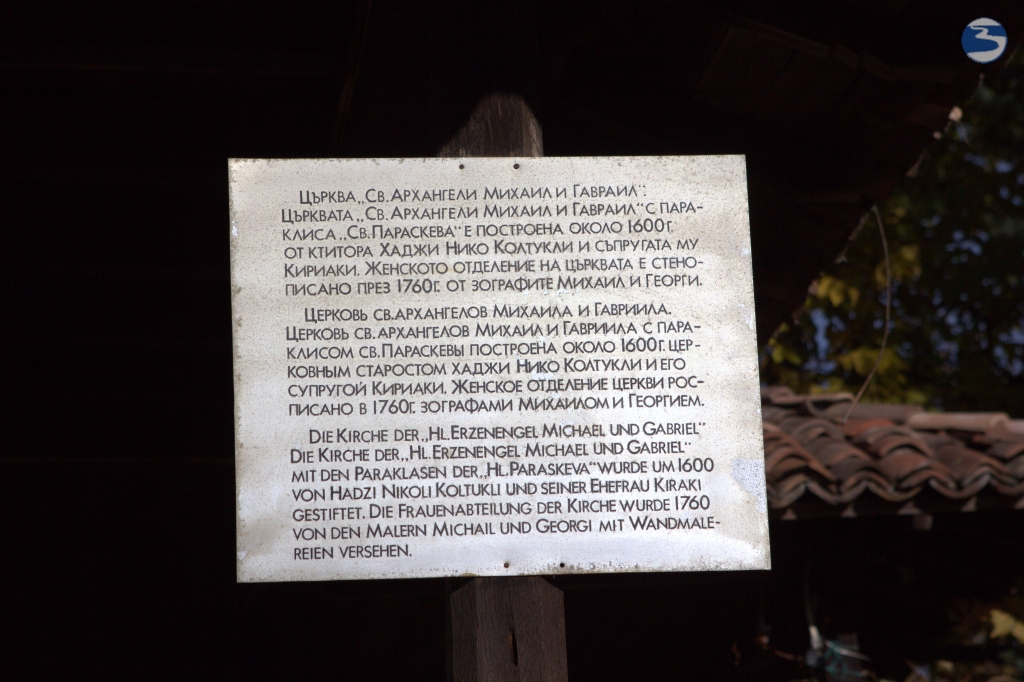 Църква „Св. Архангели Михаил и Гавраил".
Църквата „Св. Архангели Михаил и Гавраил" с пара-
клиса „Св. Параскева" е построена около 1600г.
от ктитора Хаджи Нико Колтукли и съпругата му
Кириаки. Женското отделение на църквата е стено-
писано през 1760г. от зографите Михаил и Георги.
Церковь св. архангелов Михаила и Гавриила.
Церковь св. архангелов Михаил и Гавриила с пара-
клисом св. Параскевы построена около 1600г. цер-
ковным старостом хаджи Нико Колтукли и его
супругой Кириаки. Женское отделение церкви рос-
писано в 1760г. зографами Михаилом и Георгием.
Die Kirche der „Hl. Erzenengel Michael und Gabriel"
Die Kirche der „Hl. Erzenengel Michael und Gabriel"
mit den Paraklasen der „Hl. Paraskeva" wurde um 1600
von Hadzi Nikoli Koltukli und seiner Ehefrau Kiraki
gestiftet. Die Frauenabteilung der Kirche wurde 1760
von den Malern Michail und Georgi mit Wandmale-
reien versehen.